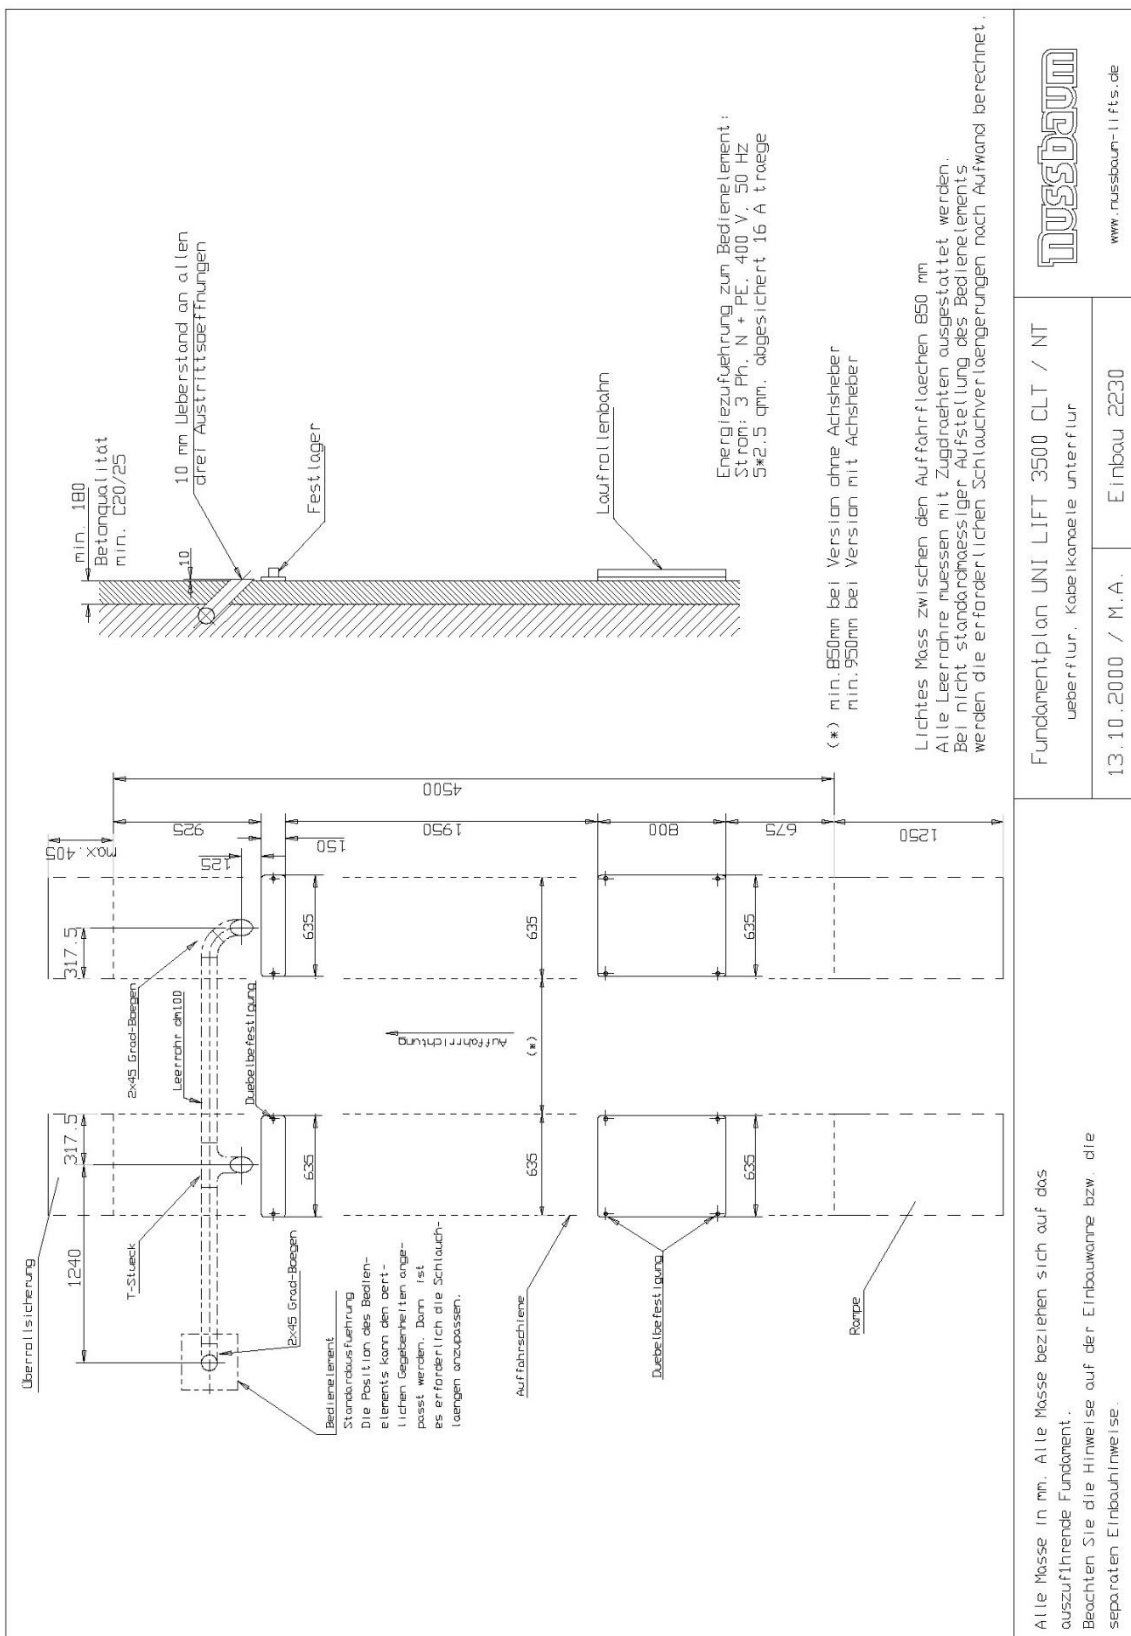 Überrollsicherung
1240
317.5
317.5
max. 405
T-Stueck
2x45 Grad-Boegen
Leerrohr dm100
Duebelbefestigung
2x45 Grad-Boegen
Bedienelement
Standardausfuehrung
Die Position des Bedien-
elements kann den oert-
lichen Gegebenheiten ange-
passt werden. Dann ist
es erforderlich die Schlauch-
laengen anzupassen.
925
125
150
4500
1950
800
675
1250
635
635
Auffahrrichtung
635
(*)
635
635
635
Auffahrschiene
Duebelbefestigung
Rampe
min. 180
Betonqualität
min. C20/25
10
10 mm Ueberstand an allen
drei Austrittsoeffnungen
Festlager
Laufrollenbahn
Energiezufuehrung zum Bedienelement:
Strom: 3 Ph. N + PE. 400 V. 50 Hz
5*2.5 qmm. abgesichert 16 A traege
(*) min.850mm bei Version ohne Achsheber
min.950mm bei Version mit Achsheber
Lichtes Mass zwischen den Auffahrflaechen 850 mm
Alle Leerrohre muessen mit Zugdraehten ausgestattet werden.
Bei nicht standardmaessiger Aufstellung des Bedienelements
werden die erforderlichen Schlauchverlaengerungen nach Aufwand berechnet.
Alle Masse in mm. Alle Masse beziehen sich auf das
auszuf1hrende Fundament.
Beachten Sie die Hinweise auf der Einbauwanne bzw. die
separaten Einbauhinweise.
Fundamentplan UNI LIFT 3500 CLT / NT
ueberflur, Kabelkanaele unterflur
13.10.2000 / M.A.
Einbau 2230
nussbaum
www.nussbaum-lifts.de